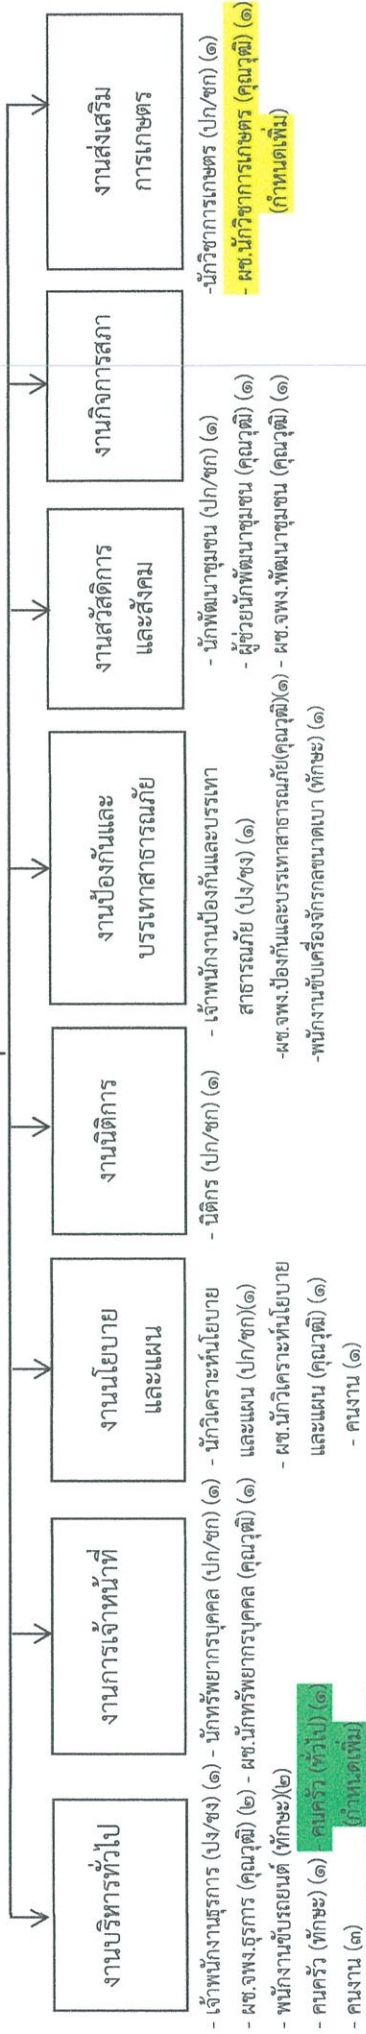 งานบริหารทั่วไป
- เจ้าพนักงานธุรการ (ปง/ชง) (๑)
- ผช.จพง.ธุรการ (คุณวุฒิ) (๒)
- พนักงานขับรถยนต์ (ทักษะ)(๒)
- คนครัว (ทักษะ) (๑)
- คนครัว (ทั่วไป) (๑)
(กำหนดเพิ่ม)
- คนงาน (๓)
งานการเจ้าหน้าที่
- นักทรัพยากรบุคคล (ปก/ชก) (๑)
- ผช.นักทรัพยากรบุคคล (คุณวุฒิ) (๑)
งานนโยบาย
และแผน
- นักวิเคราะห์นโยบาย
และแผน (ปก/ชก)(๑)
- ผช.นักวิเคราะห์นโยบาย
และแผน (คุณวุฒิ) (๑)
- คนงาน (๑)
งานนิติการ
- นิติกร (ปก/ชก) (๑)
งานป้องกันและ
บรรเทาสาธารณภัย
- เจ้าพนักงานป้องกันและบรรเทา
สาธารณภัย (ปง/ชง) (๑)
-ผช.จพง.ป้องกันและบรรเทาสาธารณภัย(คุณวุฒิ)(๑)
-พนักงานขับเครื่องจักรกลขนาดเบา (ทักษะ) (๑)
งานสวัสดิการ
และสังคม
- นักพัฒนาชุมชน (ปก/ชก) (๑)
- ผู้ช่วยนักพัฒนาชุมชน (คุณวุฒิ) (๑)
- ผช.จพง.พัฒนาชุมชน (คุณวุฒิ) (๑)
งานกิจการสภา
งานส่งเสริม
การเกษตร
-นักวิชาการเกษตร (ปก/ชก) (๑)
- ผช.นักวิชาการเกษตร (คุณวุฒิ) (๑)
(กำหนดเพิ่ม)